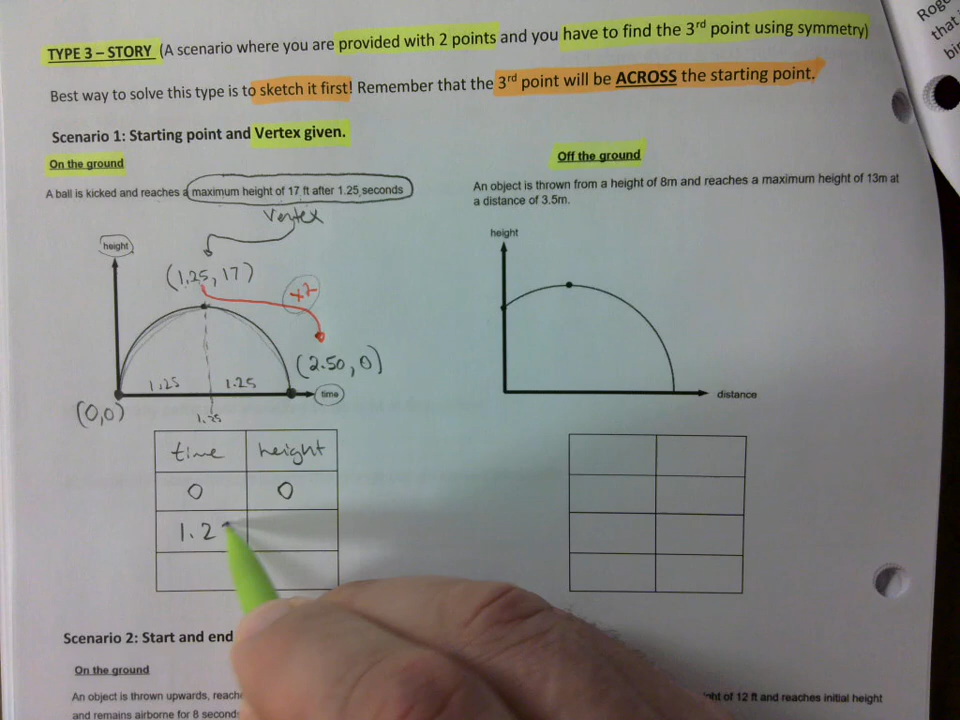 TYPE 3 – STORY (A scenario where you are provided with 2 points and you have to find the 3rd point using symmetry)
Best way to solve this type is to sketch it first! Remember that the 3rd point will be ACROSS the starting point.
Scenario 1: Starting point and Vertex given.
On the ground
A ball is kicked and reaches a maximum height of 17 ft after 1.25 seconds
Vertex
height
(1.25, 17)
x2
(2.50, 0)
1.25 1.25
time
(0,0)
1.25
time height
0 0
1.2
Off the ground
An object is thrown from a height of 8m and reaches a maximum height of 13m at
a distance of 3.5m.
height
distance
Scenario 2: Start and end
On the ground
An object is thrown upwards, reach
and remains airborne for 8 second
of 12 ft and reaches initial height
that